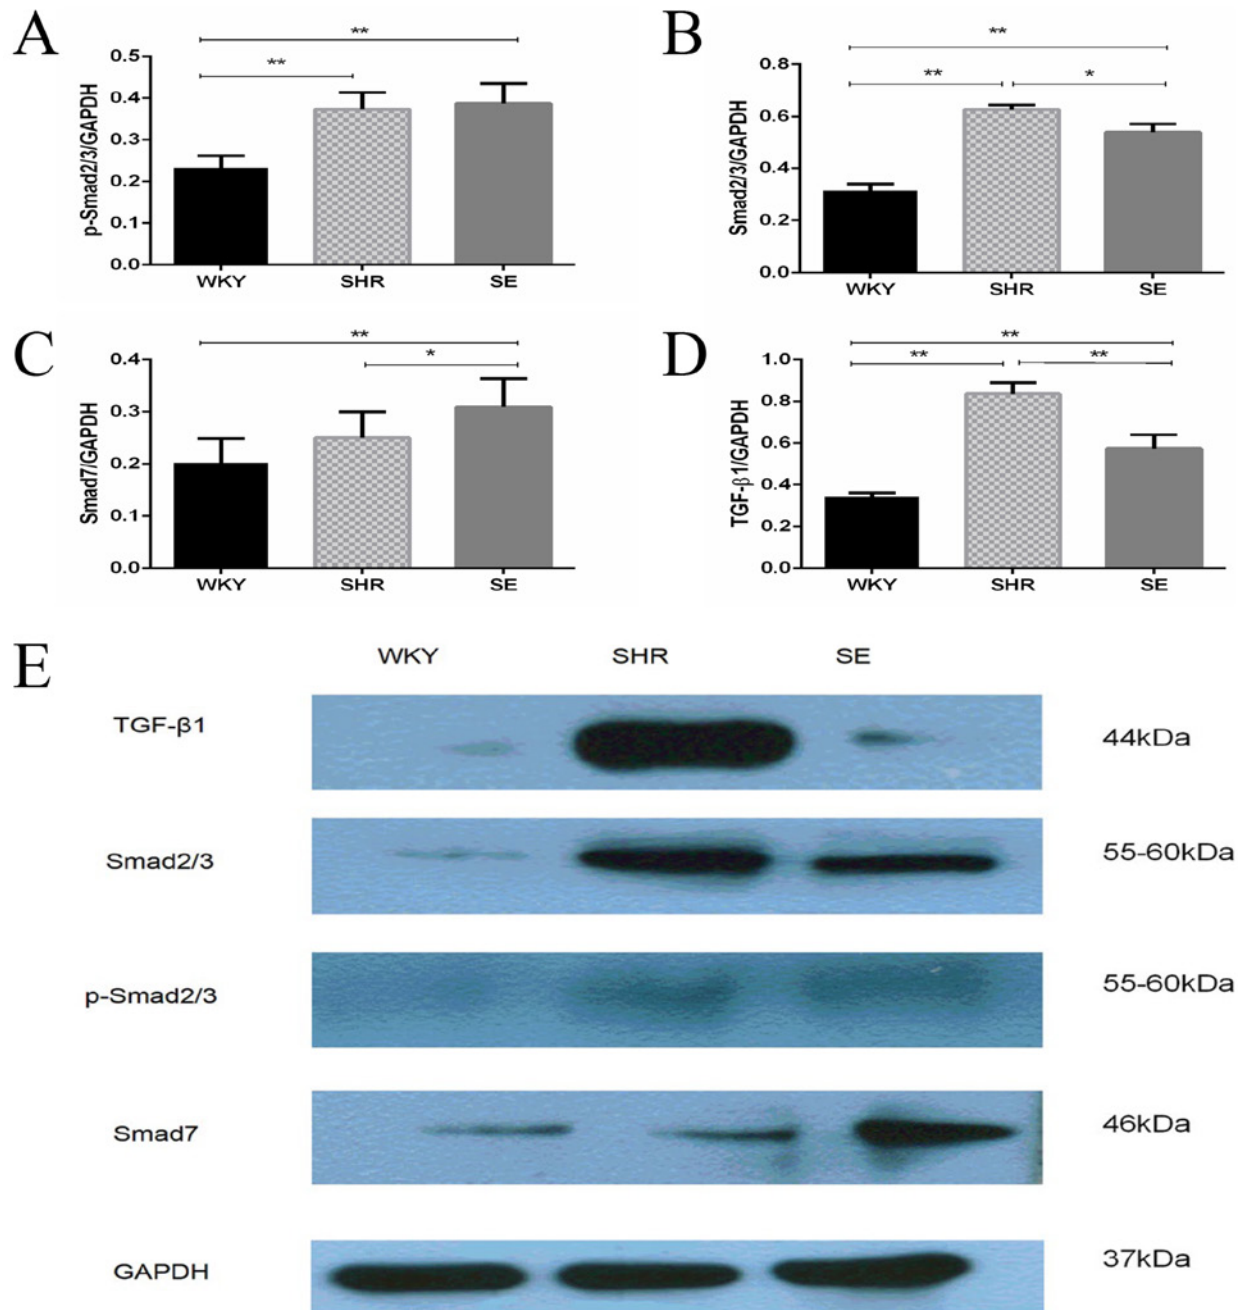 A
**
**
0.5
0.4
0.3
0.2
0.1
0.0
p-Smad2/3/GAPDH
WKY SHR SE
B
**
** *
0.8
0.6
0.4
0.2
0.0
Smad2/3/GAPDH
WKY SHR SE
C
**
*
0.4
0.3
0.2
0.1
0.0
Smad7/GAPDH
WKY SHR SE
D
**
** **
1.0
0.8
0.6
0.4
0.2
0.0
TGF-β1/GAPDH
WKY SHR SE
E
WKY SHR SE
TGF-β1 44kDa
Smad2/3 55-60kDa
p-Smad2/3 55-60kDa
Smad7 46kDa
GAPDH 37kDa